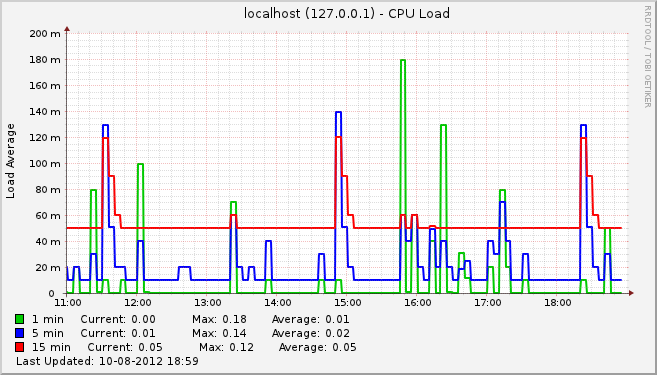 localhost (127.0.0.1) - CPU Load
RRDTOOL / TOBI OETIKER
Load Average
200 m
180 m
160 m
140 m
120 m
100 m
80 m
60 m
40 m
20 m
0
11:00 12:00 13:00 14:00 15:00 16:00 17:00 18:00
1 min Current: 0.00 Max: 0.18 Average: 0.01
5 min Current: 0.01 Max: 0.14 Average: 0.02
15 min Current: 0.05 Max: 0.12 Average: 0.05
Last Updated: 10-08-2012 18:59